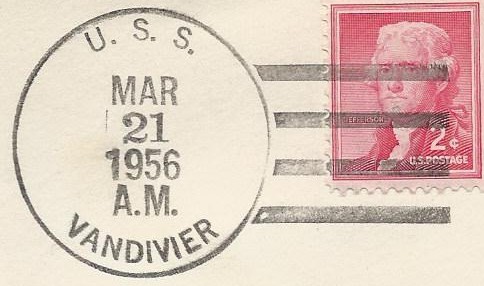 U. S. S.
MAR
21
1956
A.M.
VANDIVIER
JEFFERSON
2¢
U.S. POSTAGE